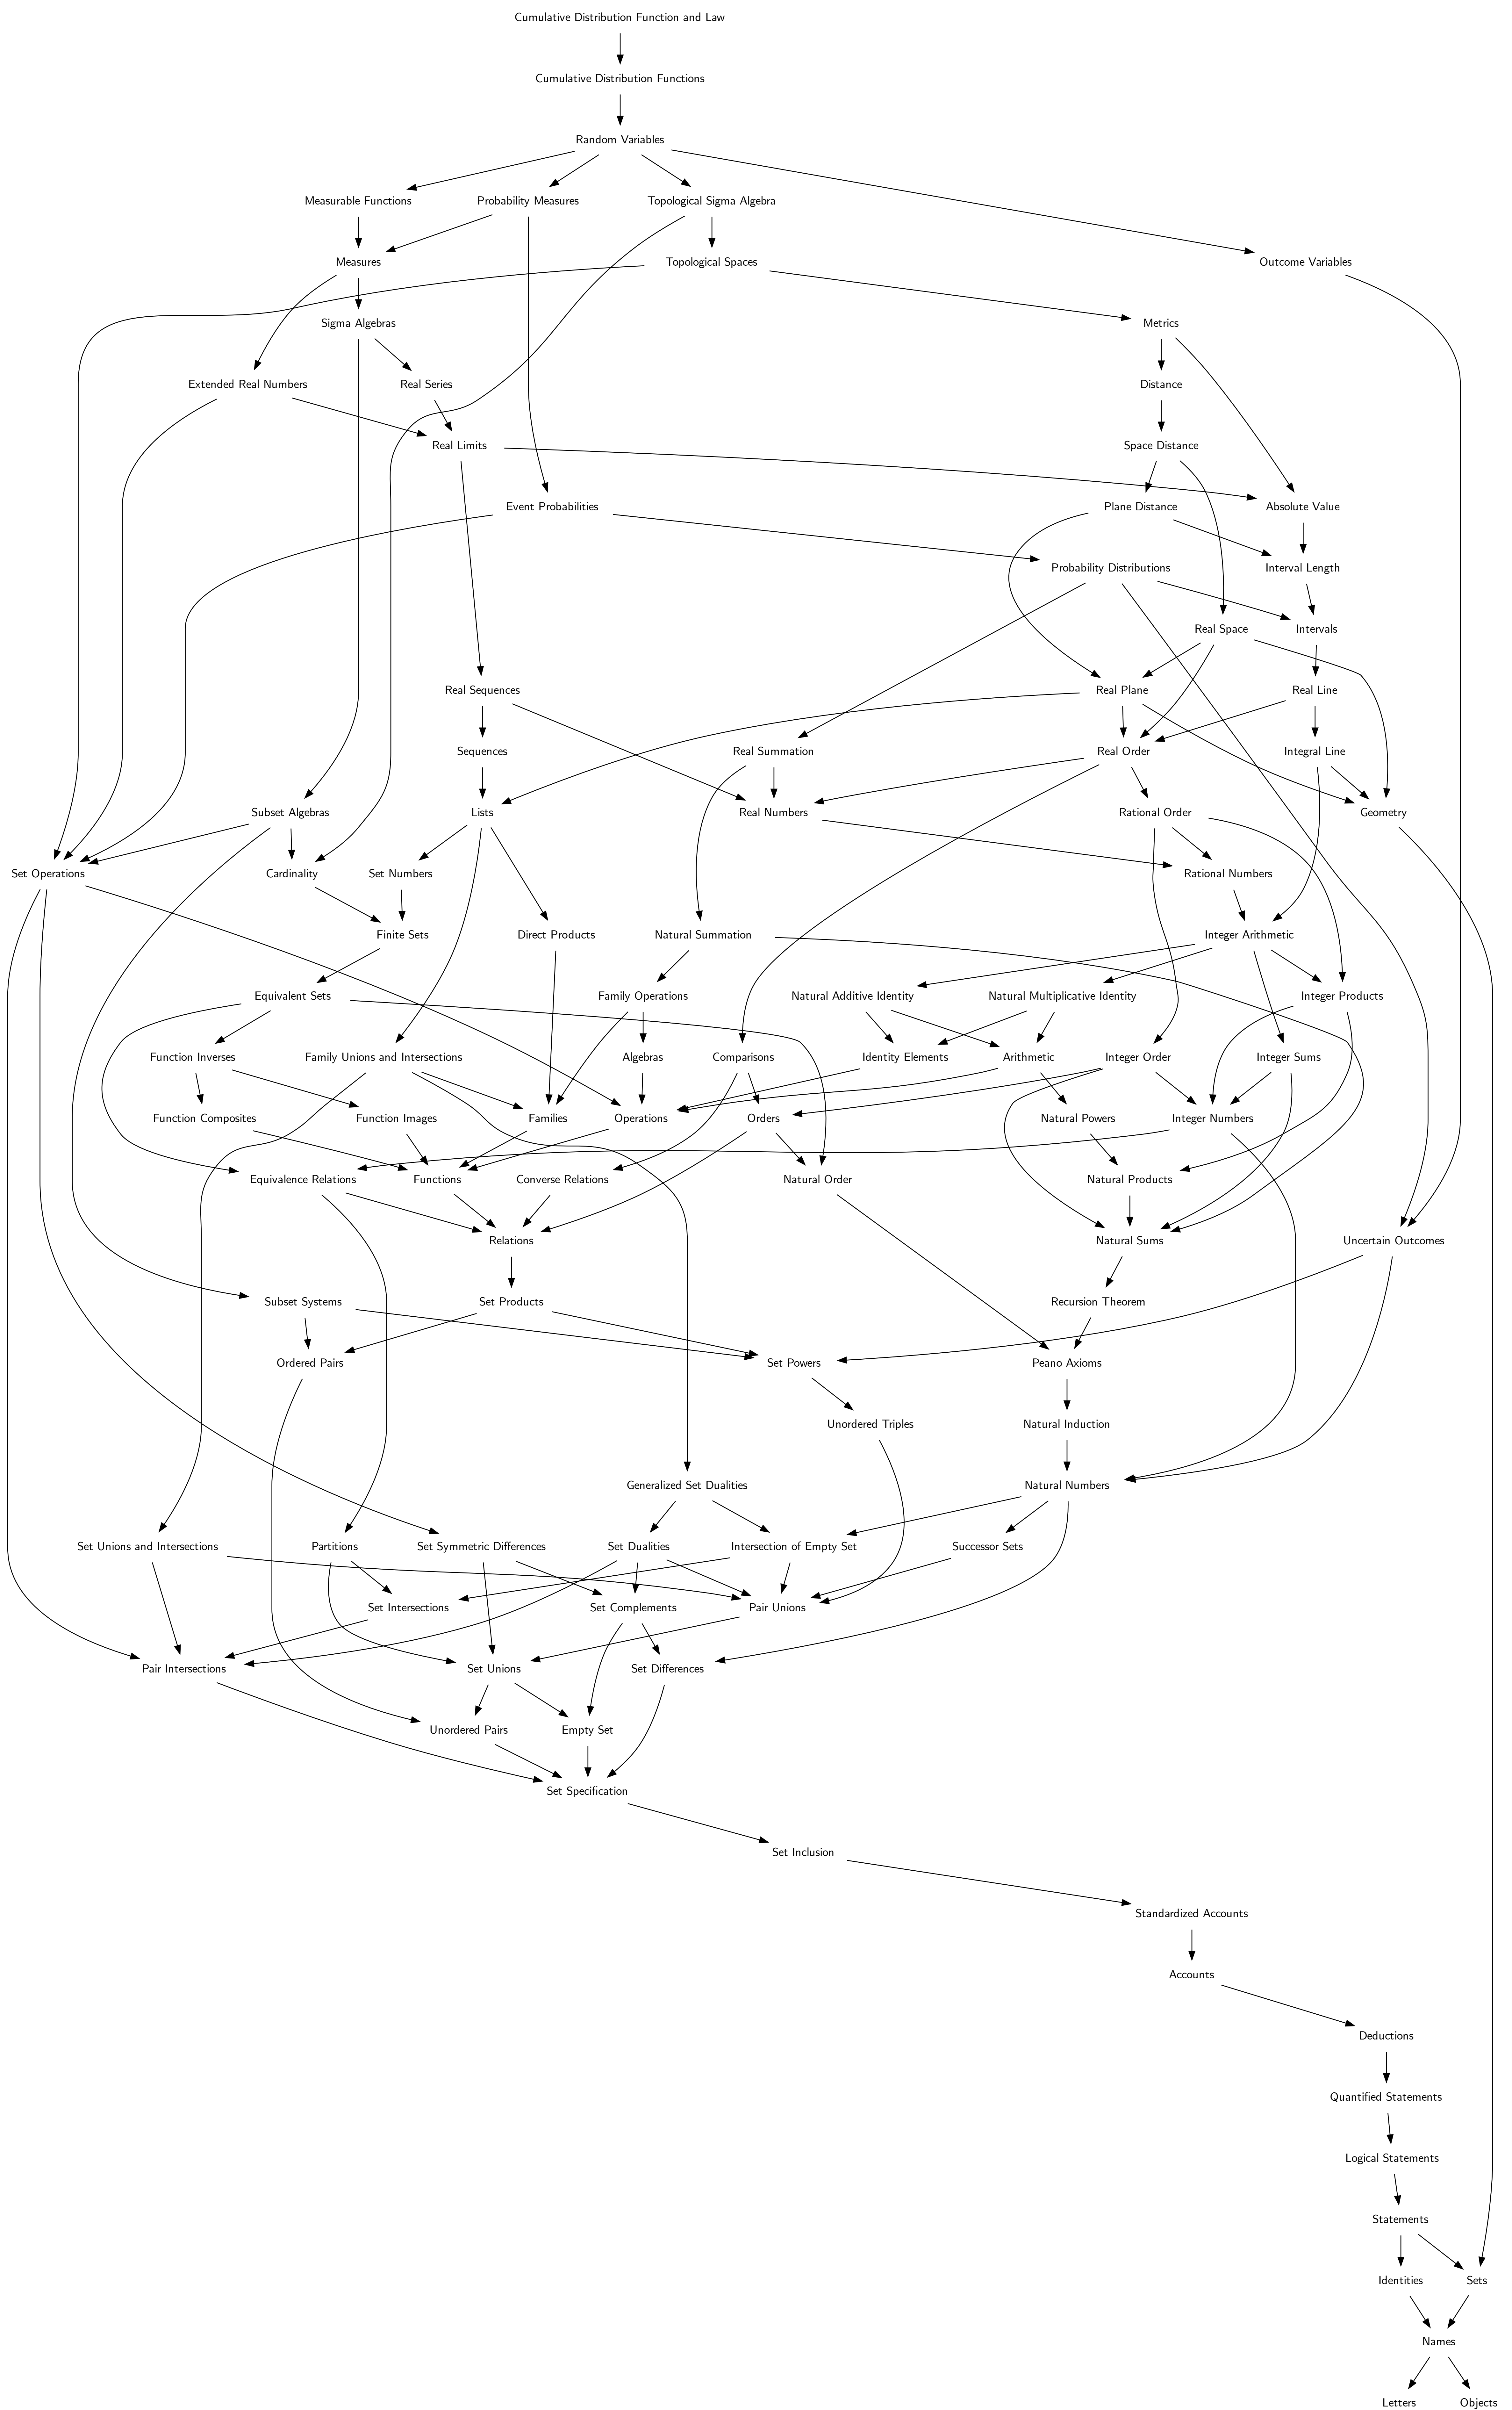 Cumulative Distribution Function and Law
Cumulative Distribution Functions
Random Variables
Measurable Functions
Probability Measures
Topological Sigma Algebra
Measures
Topological Spaces
Outcome Variables
Sigma Algebras
Metrics
Extended Real Numbers
Real Series
Distance
Real Limits
Space Distance
Event Probabilities
Plane Distance
Absolute Value
Probability Distributions
Interval Length
Real Space
Intervals
Real Sequences
Real Plane
Real Line
Sequences
Real Summation
Real Order
Integral Line
Subset Algebras
Lists
Real Numbers
Rational Order
Geometry
Set Operations
Cardinality
Set Numbers
Rational Numbers
Finite Sets
Direct Products
Natural Summation
Integer Arithmetic
Equivalent Sets
Family Operations
Natural Additive Identity
Natural Multiplicative Identity
Integer Products
Function Inverses
Family Unions and Intersections
Algebras
Comparisons
Identity Elements
Arithmetic
Integer Order
Integer Sums
Function Composites
Function Images
Families
Operations
Orders
Natural Powers
Integer Numbers
Equivalence Relations
Functions
Converse Relations
Natural Order
Natural Products
Relations
Natural Sums
Uncertain Outcomes
Subset Systems
Set Products
Recursion Theorem
Ordered Pairs
Set Powers
Peano Axioms
Unordered Triples
Natural Induction
Generalized Set Dualities
Natural Numbers
Set Unions and Intersections
Partitions
Set Symmetric Differences
Set Dualities
Intersection of Empty Set
Successor Sets
Set Intersections
Set Complements
Pair Unions
Pair Intersections
Set Unions
Set Differences
Unordered Pairs
Empty Set
Set Specification
Set Inclusion
Standardized Accounts
Accounts
Deductions
Quantified Statements
Logical Statements
Statements
Identities
Sets
Names
Letters
Objects